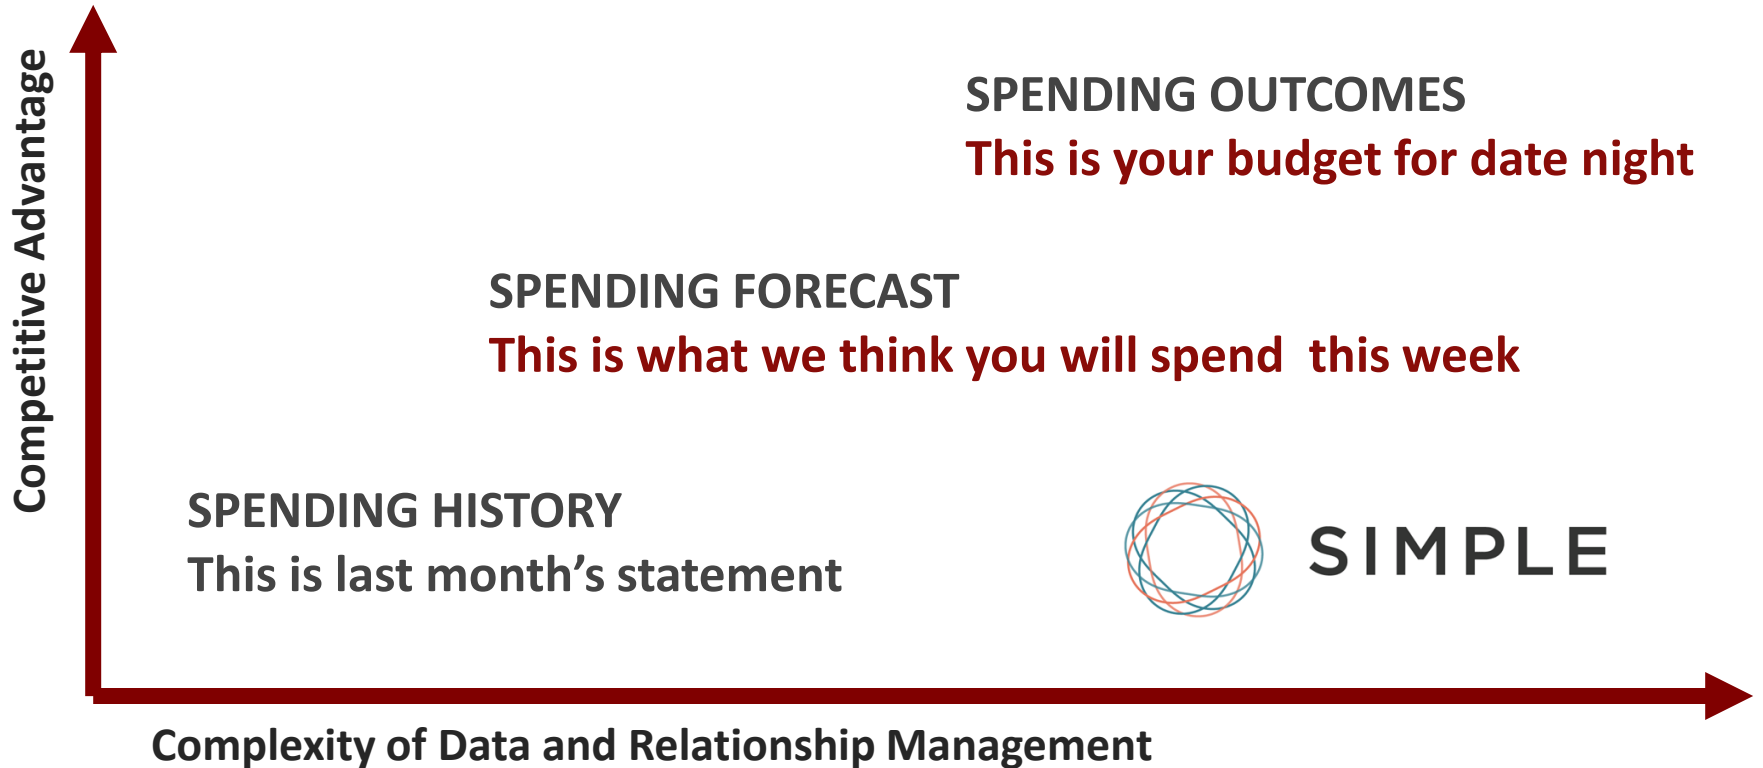 Competitive Advantage
SPENDING OUTCOMES
This is your budget for date night
SPENDING FORECAST
This is what we think you will spend  this week
SPENDING HISTORY
This is last month’s statement
SIMPLE
Complexity of Data and Relationship Management